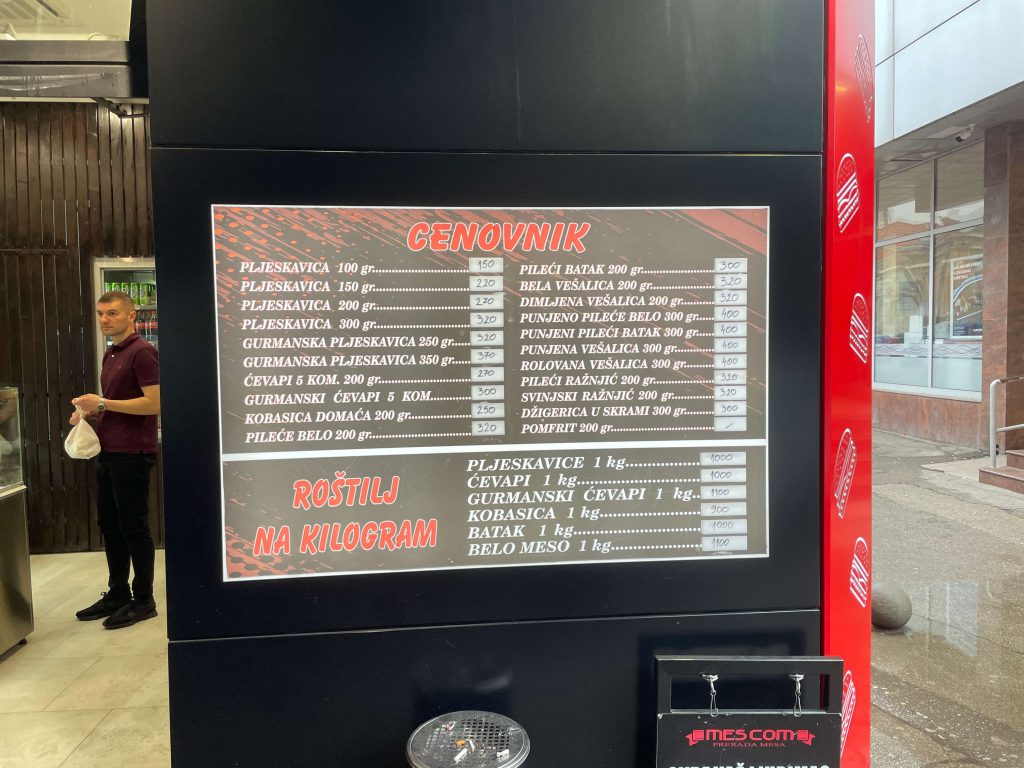 CENOVNIK
PLJESKAVICA 100 gr. 150
PLJESKAVICA 150 gr. 220
PLJESKAVICA 200 gr. 270
PLJESKAVICA 300 gr. 320
GURMANSKA PLJESKAVICA 250 gr. 320
GURMANSKA PLJESKAVICA 350 gr. 370
ĆEVAPI 5 KOM. 200 gr. 270
GURMANSKI ĆEVAPI 5 KOM. 300
KOBASICA DOMAĆA 200 gr. 250
PILEĆE BELO 200 gr. 320
PILEĆI BATAK 200 gr. 300
BELA VEŠALICA 200 gr. 320
DIMLJENA VEŠALICA 200 gr. 320
PUNJENO PILEĆE BELO 300 gr. 400
PUNJENI PILEĆI BATAK 300 gr. 400
PUNJENA VEŠALICA 300 gr. 400
ROLOVANA VEŠALICA 300 gr. 400
PILEĆI RAŽNJIĆ 200 gr. 320
SVINJSKI RAŽNJIĆ 200 gr. 320
DŽIGERICA U SKRAMI 300 gr. 300
POMFRIT 200 gr. -
ROŠTILJ
NA KILOGRAM
PLJESKAVICE 1 kg. 1000
ĆEVAPI 1 kg. 1000
GURMANSKI ĆEVAPI 1 kg. 1100
KOBASICA 1 kg. 900
BATAK 1 kg. 1000
BELO MESO 1 kg. 1100
MESCOM
PRERADA MESA